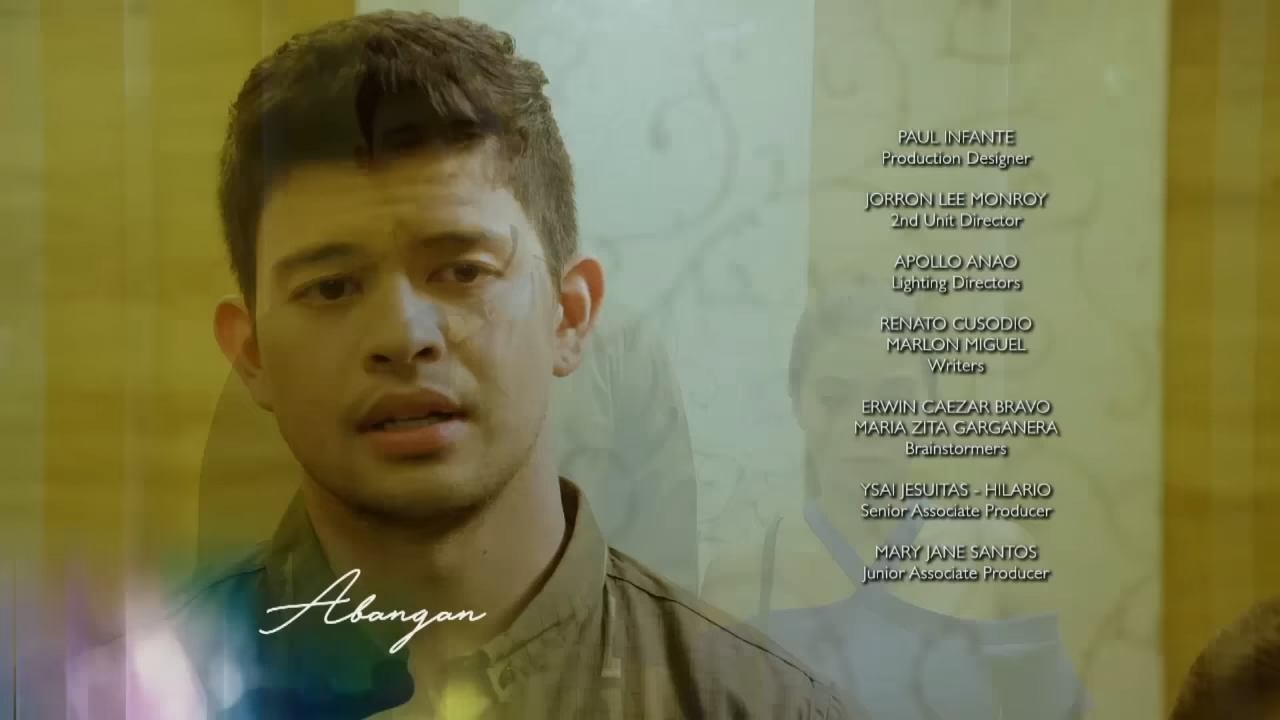 PAUL INFANTE
Production Designer
JORRON LEE MONROY
2nd Unit Director
APOLLO ANAO
Lighting Directors
RENATO CUSODIO
MARLON MIGUEL
Writers
ERWIN CAEZAR BRAVO
MARIA ZITA GARGANERA
Brainstormers
YSAI JESUITAS - HILARIO
Senior Associate Producer
MARY JANE SANTOS
Junior Associate Producer
Abangan